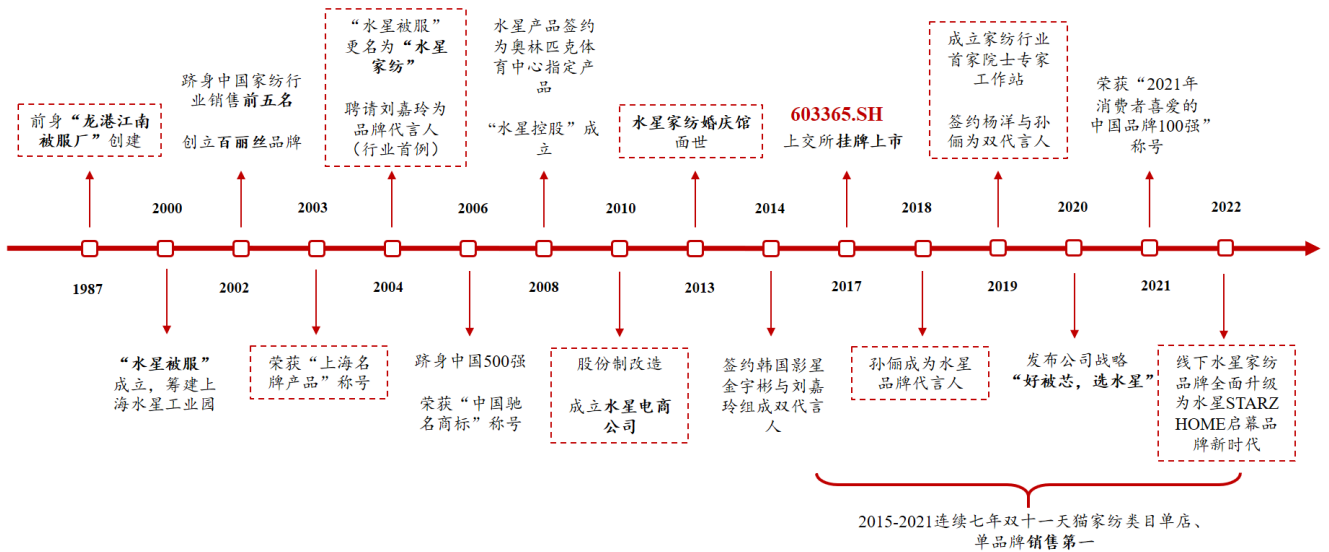 前身“龙港江南
被服厂”创建
跻身中国家纺行
业销售前五名
创立百丽丝品牌
“水星被服”
更名为“水星
家纺”
聘请刘嘉玲为
品牌代言人
（行业首例）
水星产品签约
为奥林匹克体
育中心指定产
品
“水星控股”成
立
水星家纺婚庆馆
面世
603365.SH
上交所挂牌上市
成立家纺行业
首家院士专家
工作站
签约杨洋与孙
俪为双代言人
荣获“2021年
消费者喜爱的
中国品牌100强”
称号
2000
2003
2006
2010
2014
2018
2020
2022
1987
2002
2004
2008
2013
2017
2019
2021
“水星被服”
成立，筹建上
海水星工业园
荣获“上海名
牌产品”称号
跻身中国500强
荣获“中国驰
名商标”称号
股份制改造
成立水星电商
公司
签约韩国影星
金宇彬与刘嘉
玲组成双代言
人
孙俪成为水星
品牌代言人
发布公司战略
“好被芯，选水星”
线下水星家纺
品牌全面升级
为水星STARZ
HOME启幕品
牌新时代
2015-2021连续七年双十一天猫家纺类目单店、
单品牌销售第一